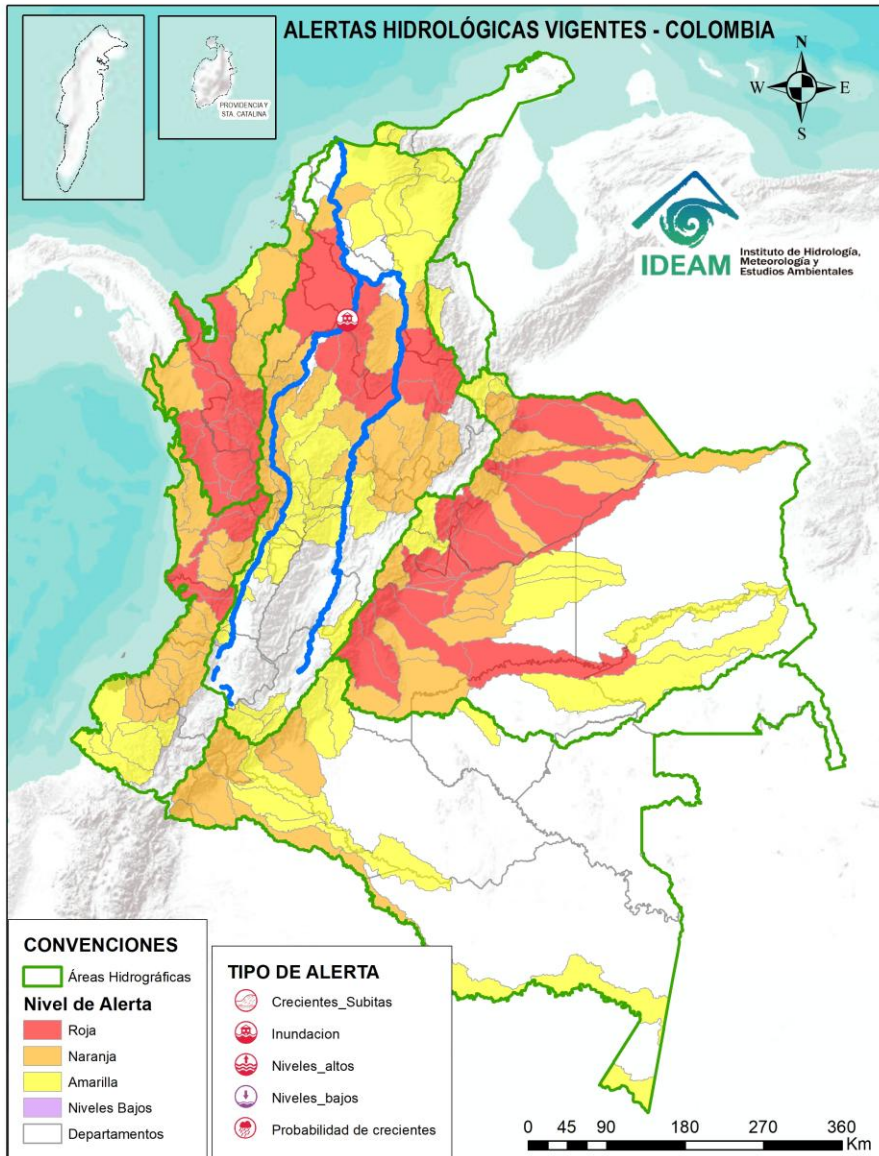 ALERTAS HIDROLÓGICAS VIGENTES - COLOMBIA
PROVIDENCIA Y
STA. CATALINA
N
W
E
S
IDEAM
Instituto de Hidrología,
Meteorología y
Estudios Ambientales
CONVENCIONES
Áreas Hidrográficas
Nivel de Alerta
Roja
Naranja
Amarilla
Niveles Bajos
Departamentos
TIPO DE ALERTA
Crecientes_Subitas
Inundacion
Niveles_altos
Niveles_bajos
Probabilidad de crecientes
0 45 90 180 270 360
Km